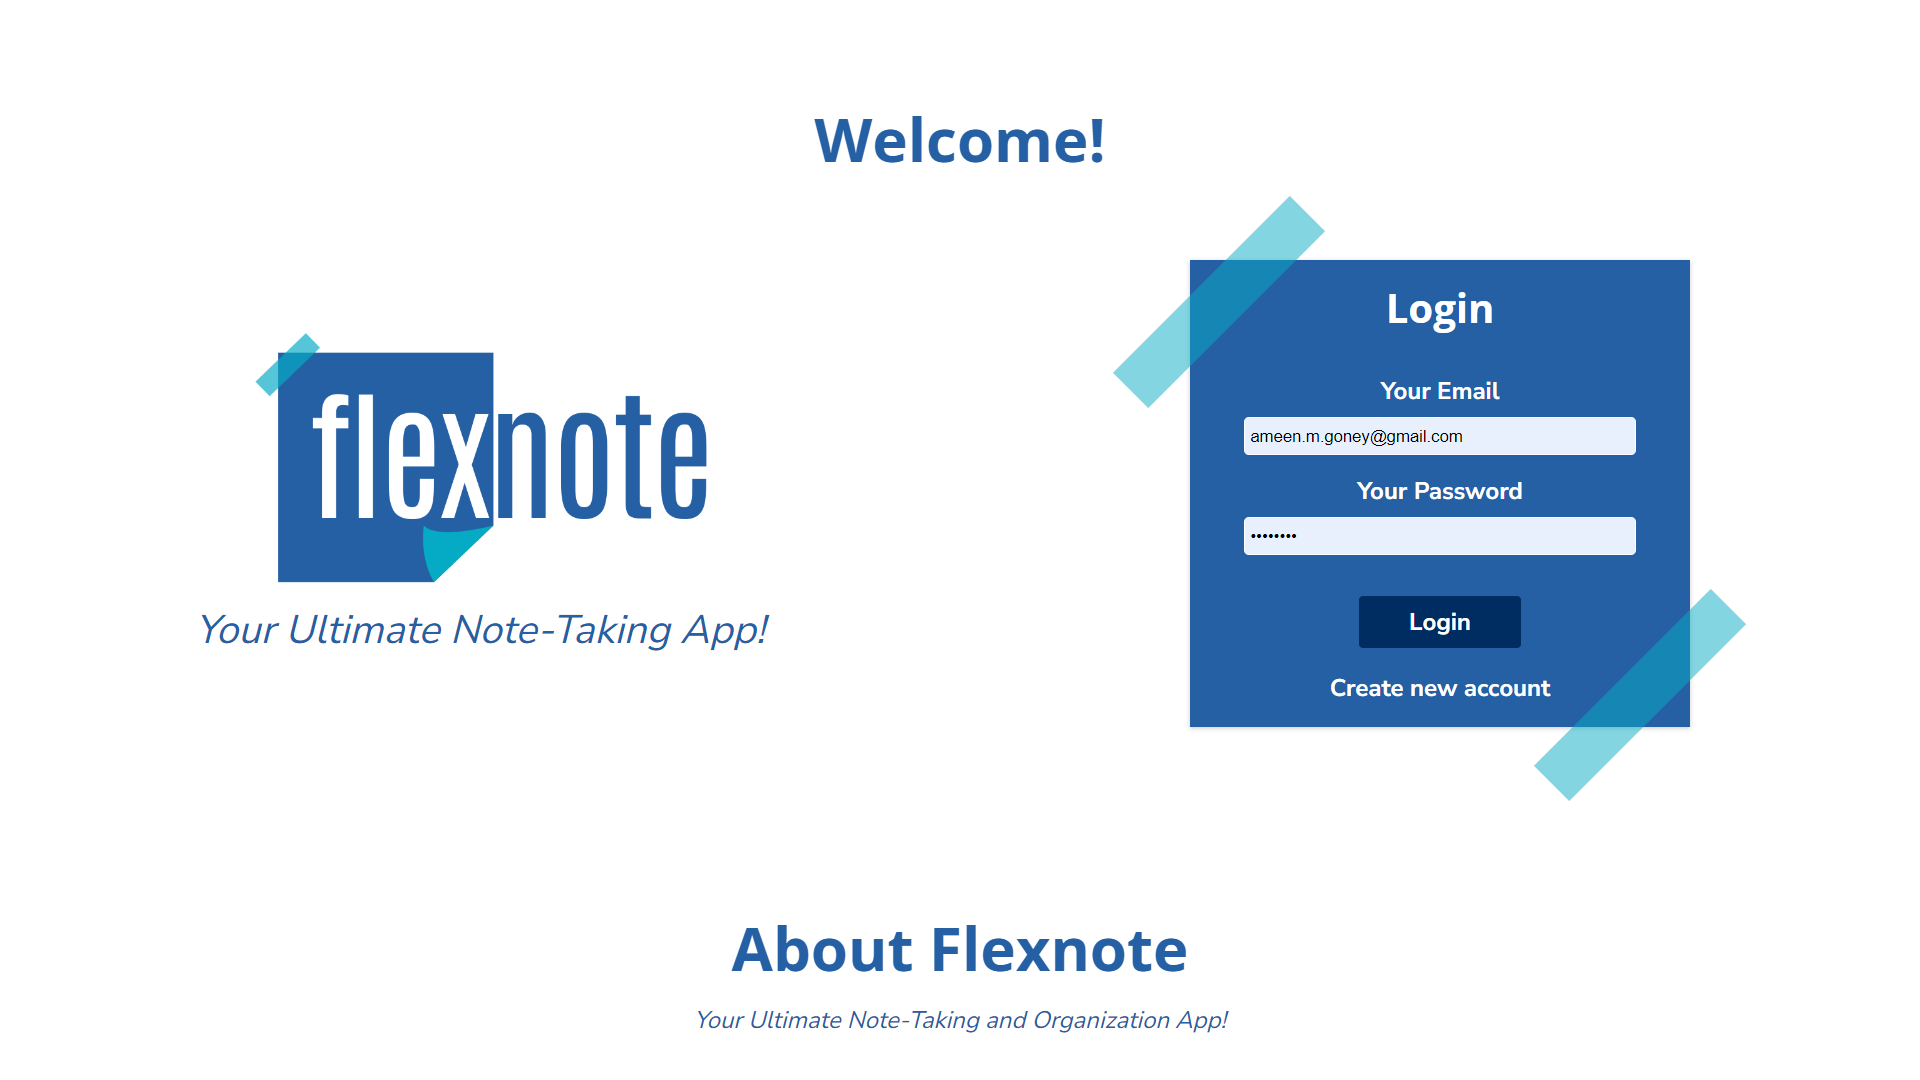 Welcome!
flexnote
Your Ultimate Note-Taking App!
Login
Your Email
ameen.m.goney@gmail.com
Your Password
••••••••
Login
Create new account
About Flexnote
Your Ultimate Note-Taking and Organization App!